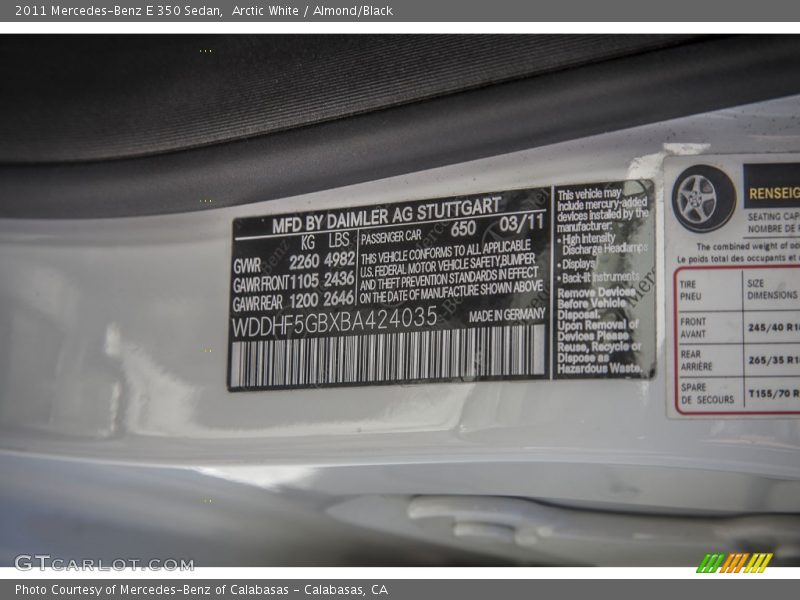 2011 Mercedes-Benz E 350 Sedan, Arctic White / Almond/Black
MFD BY DAIMLER AG STUTTGART
KG LBS PASSENGER CAR 650 03/11
GVWR 2260 4982
GAWR FRONT 1105 2436
GAWR REAR 1200 2646
THIS VEHICLE CONFORMS TO ALL APPLICABLE
U.S. FEDERAL MOTOR VEHICLE SAFETY, BUMPER
AND THEFT PREVENTION STANDARDS IN EFFECT
ON THE DATE OF MANUFACTURE SHOWN ABOVE
WDDHF5GBXBA424035 MADE IN GERMANY
This vehicle may
include mercury-added
devices installed by the
manufacturer:
• High Intensity
Discharge Headlamps
• Displays
• Back-lit Instruments
Remove Devices
Before Vehicle
Disposal.
Upon Removal of
Devices Please
Reuse, Recycle or
Dispose as
Hazardous Waste.
RENSEIG
SEATING CAP
NOMBRE DE
The combined weight of oc
Le poids total des occupants et
TIRE SIZE
PNEU DIMENSIONS
FRONT 245/40 R18
AVANT
REAR 265/35 R18
ARRIÈRE
SPARE T155/70 R
DE SECOURS
GTCARLOT.COM
Photo Courtesy of Mercedes-Benz of Calabasas - Calabasas, CA